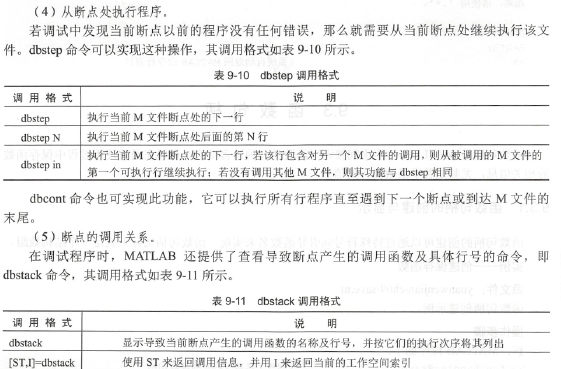 （4）从断点处执行程序。
若调试中发现当前断点以前的程序没有任何错误，那么就需要从当前断点处继续执行该文
件。dbstep 命令可以实现这种操作，其调用格式如表 9-10 所示。
表 9-10 dbstep 调用格式
调 用 格 式 说 明
dbstep 执行当前 M 文件断点处的下一行
dbstep N 执行当前 M 文件断点处后面的第 N 行
dbstep in 执行当前 M 文件断点处的下一行，若该行包含对另一个 M 文件的调用，则从被调用的 M 文件的
第一个可执行行继续执行；若没有调用其他 M 文件，则其功能与 dbstep 相同
dbcont 命令也可实现此功能，它可以执行所有行程序直至遇到下一个断点或到达 M 文件的
末尾。
（5）断点的调用关系。
在调试程序时，MATLAB 还提供了查看导致断点产生的调用函数及具体行号的命令，即
dbstack 命令，其调用格式如表 9-11 所示。
表 9-11 dbstack 调用格式
调 用 格 式 说 明
dbstack 显示导致当前断点产生的调用函数的名称及行号，并按它们的执行次序将其列出
[ST,I]=dbstack 使用 ST 来返回调用信息，并用 I 来返回当前的工作空间索引